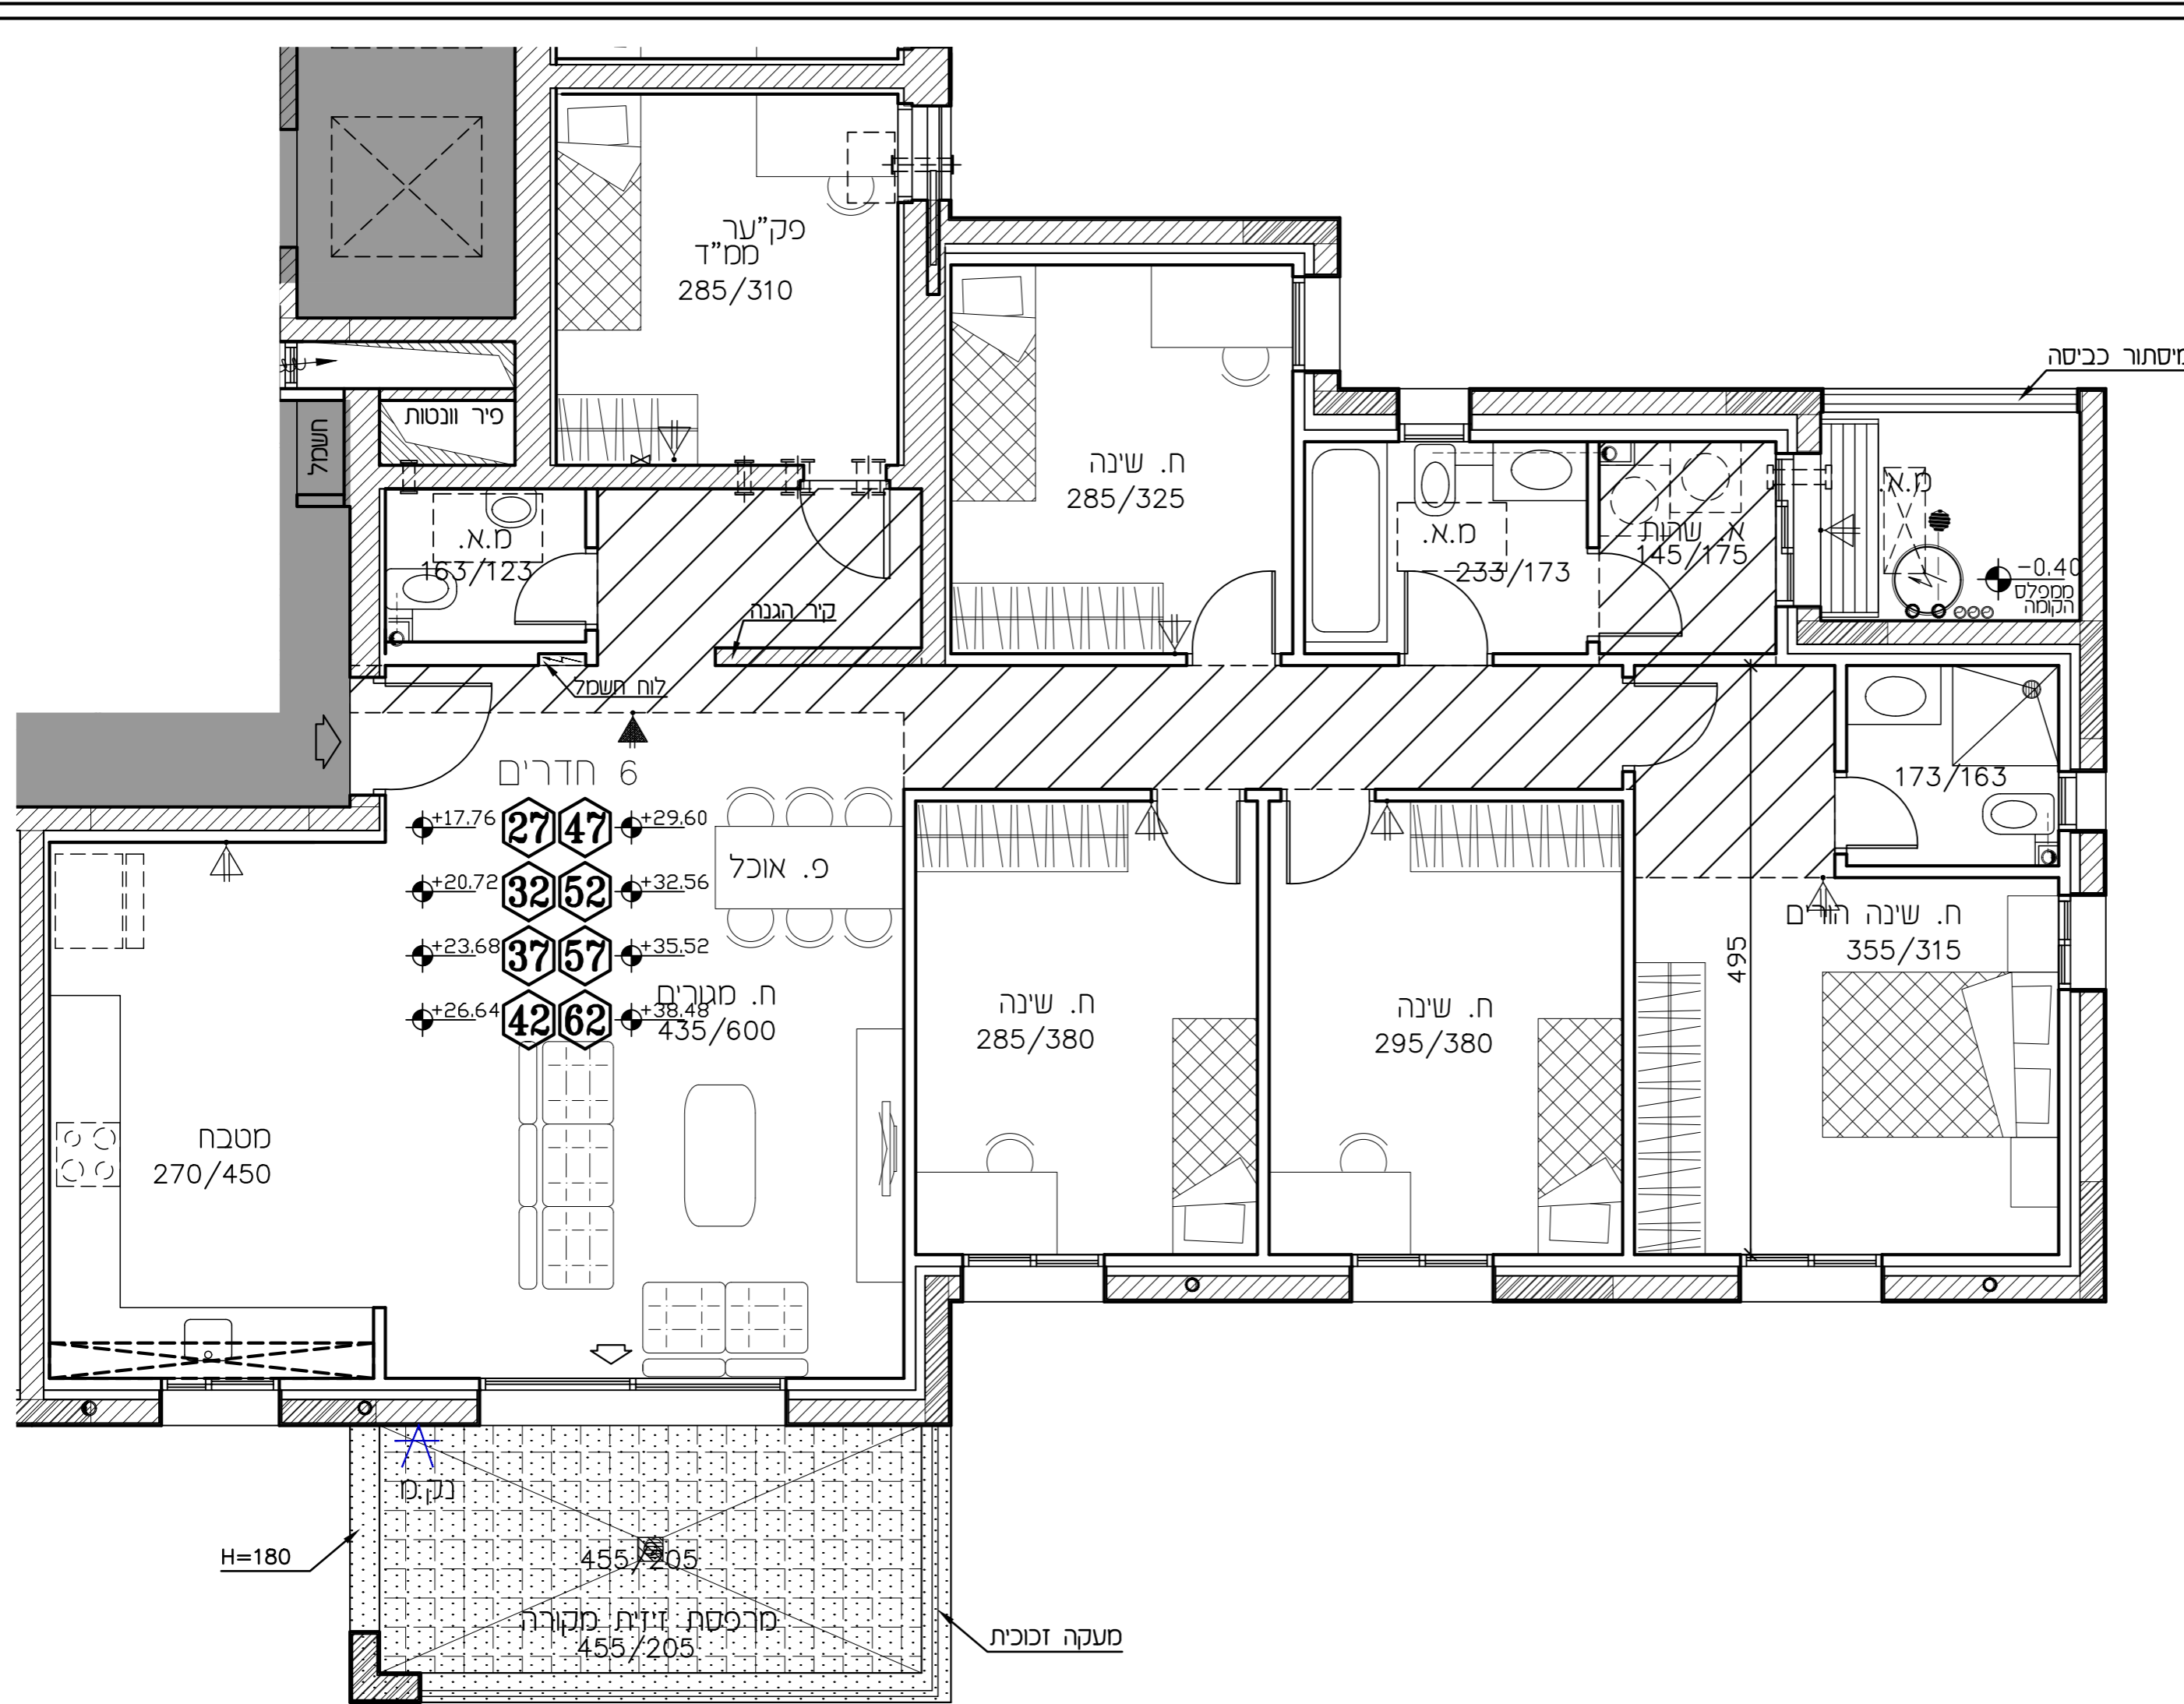 פק"ער
ממ"ד
285/310
מיסתור כביסה
פיר וונטות
חשמל
ח. שינה
285/325
מ.א.
163/123
מ.א.
233/173
א. שרות
145/175
מ.א.
-0.40
ממפלס
הקומה
קיר הגנה
לוח חשמל
173/163
6 חדרים
+17.76 27 47 +29.60
+20.72 32 52 +32.56
+23.68 37 57 +35.52
+26.64 42 62 +38.48
פ. אוכל
ח. מגורים
435/600
ח. שינה
285/380
ח. שינה
295/380
ח. שינה הורים
355/315
495
מטבח
270/450
נק.מ
H=180
455/205
מרפסת זיזית מקורה
455/205
מעקה זכוכית